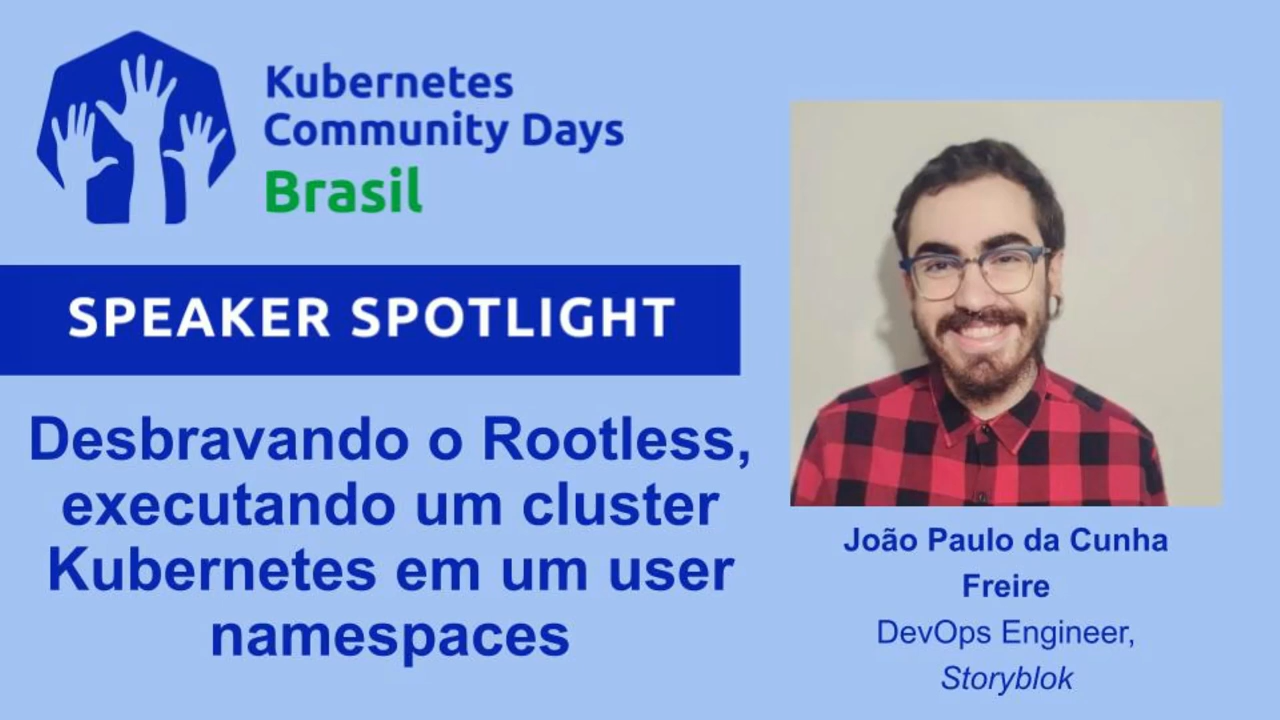 Kubernetes
Community Days
Brasil
SPEAKER SPOTLIGHT
Desbravando o Rootless,
executando um cluster
Kubernetes em um user
namespaces
João Paulo da Cunha
Freire
DevOps Engineer,
Storyblok